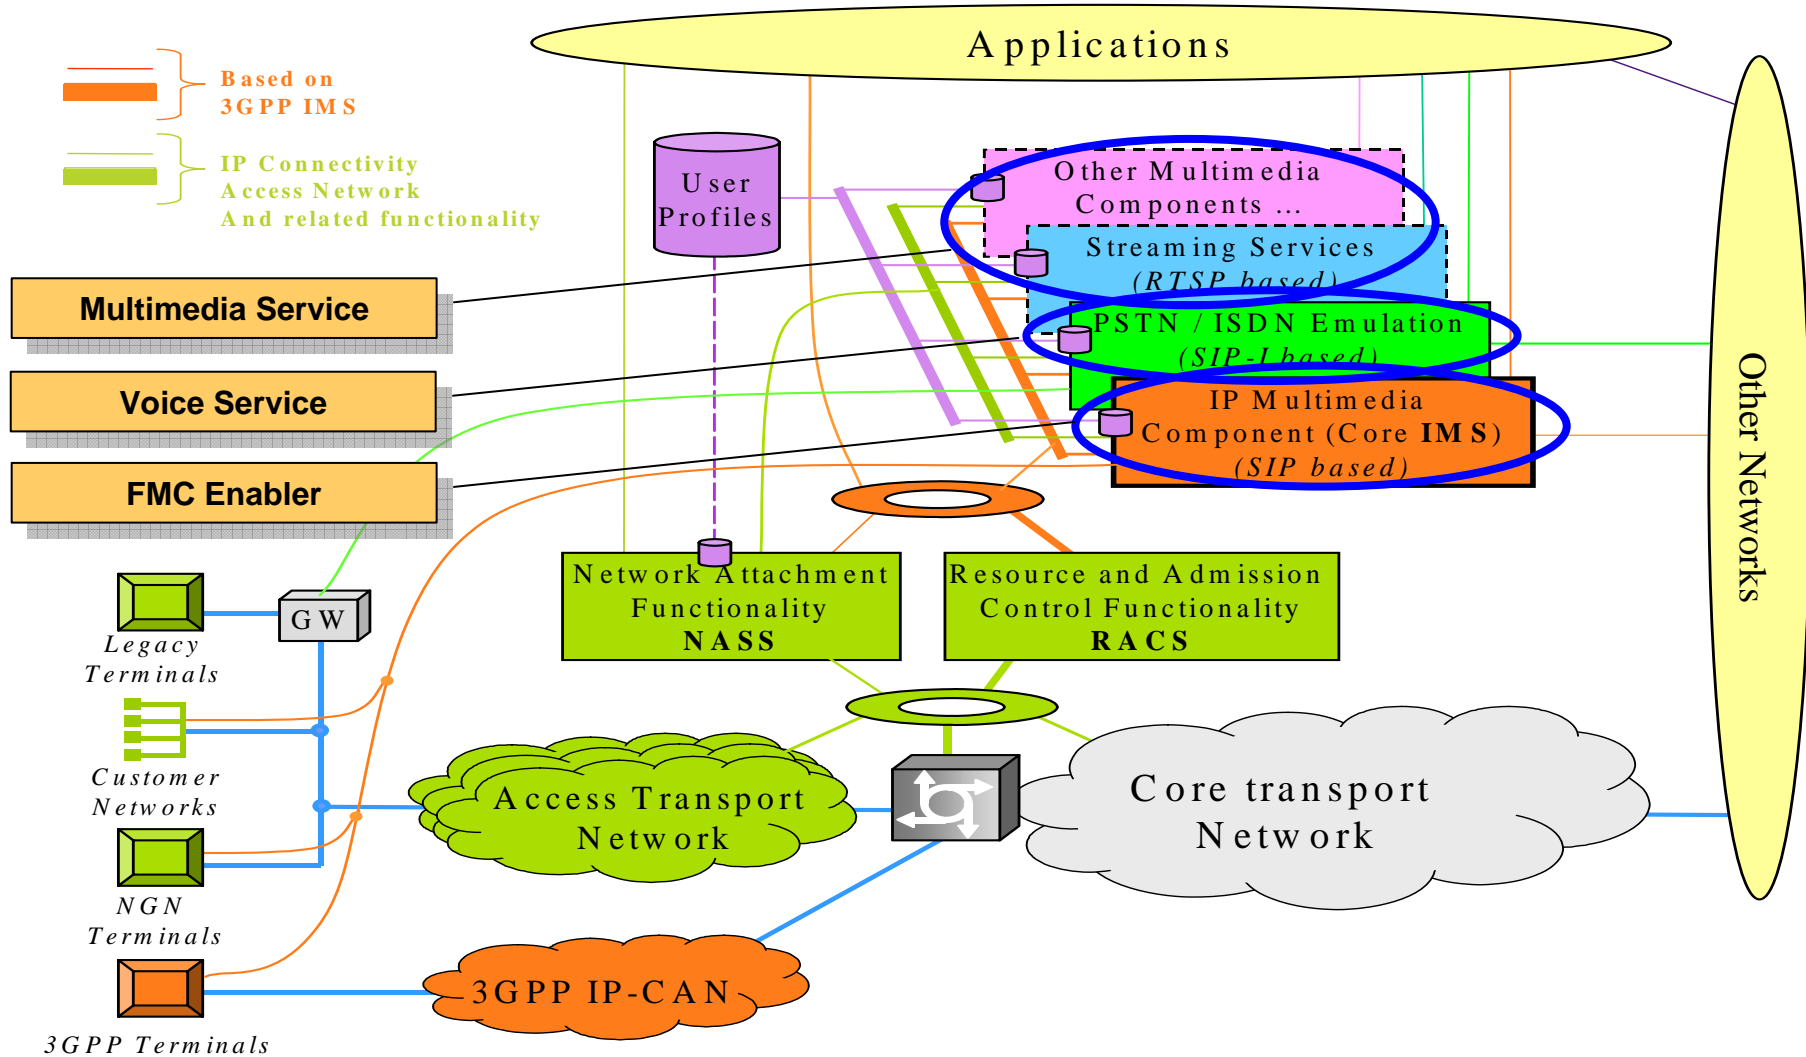 Applications
Based on
3GPP IMS
IP Connectivity
Access Network
And related functionality
User
Profiles
Other Multimedia
Components ...
Streaming Services
(RTSP based)
PSTN / ISDN Emulation
(SIP-I based)
IP Multimedia
Component (Core IMS)
(SIP based)
Other Networks
Multimedia Service
Voice Service
FMC Enabler
Network Attachment
Functionality
NASS
Resource and Admission
Control Functionality
RACS
GW
Legacy
Terminals
Customer
Networks
NGN
Terminals
3GPP Terminals
Access Transport
Network
Core transport
Network
3GPP IP-CAN